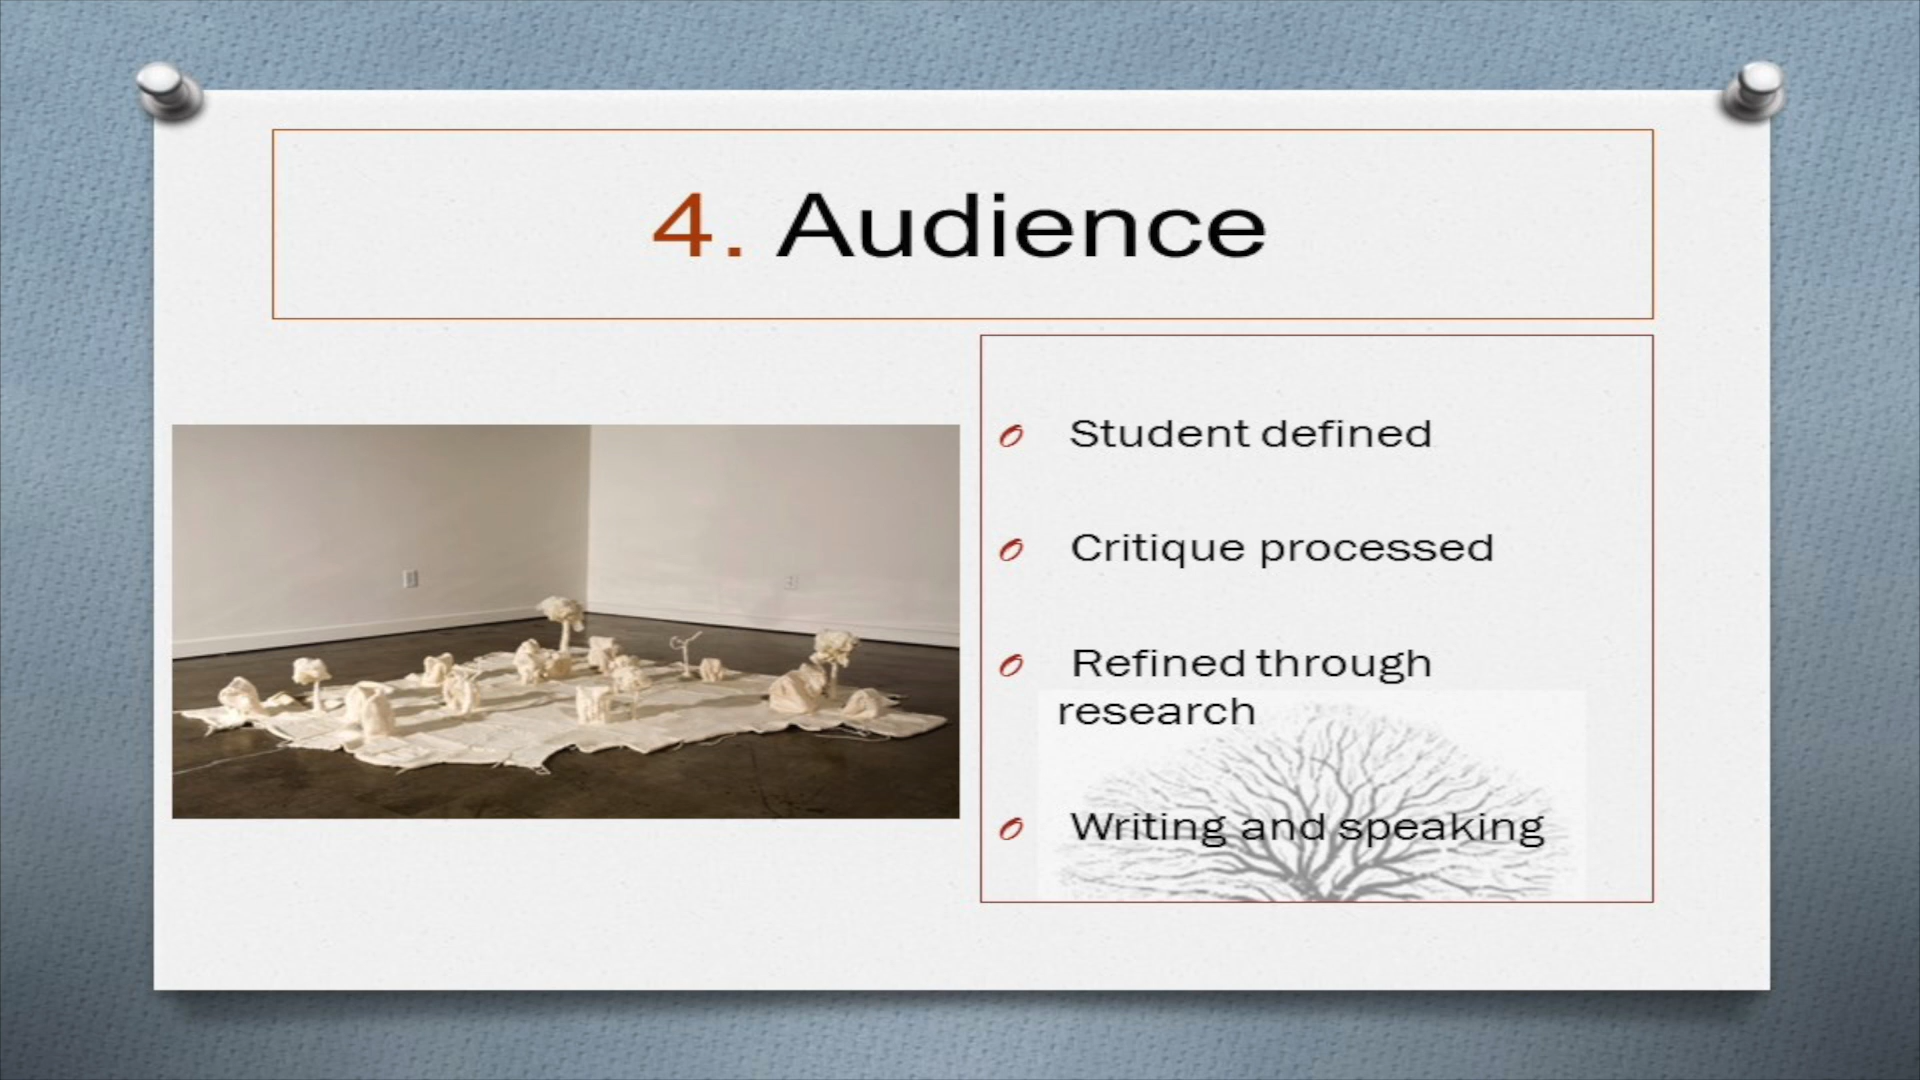 4. Audience
Student defined
Critique processed
Refined through
research
Writing and speaking